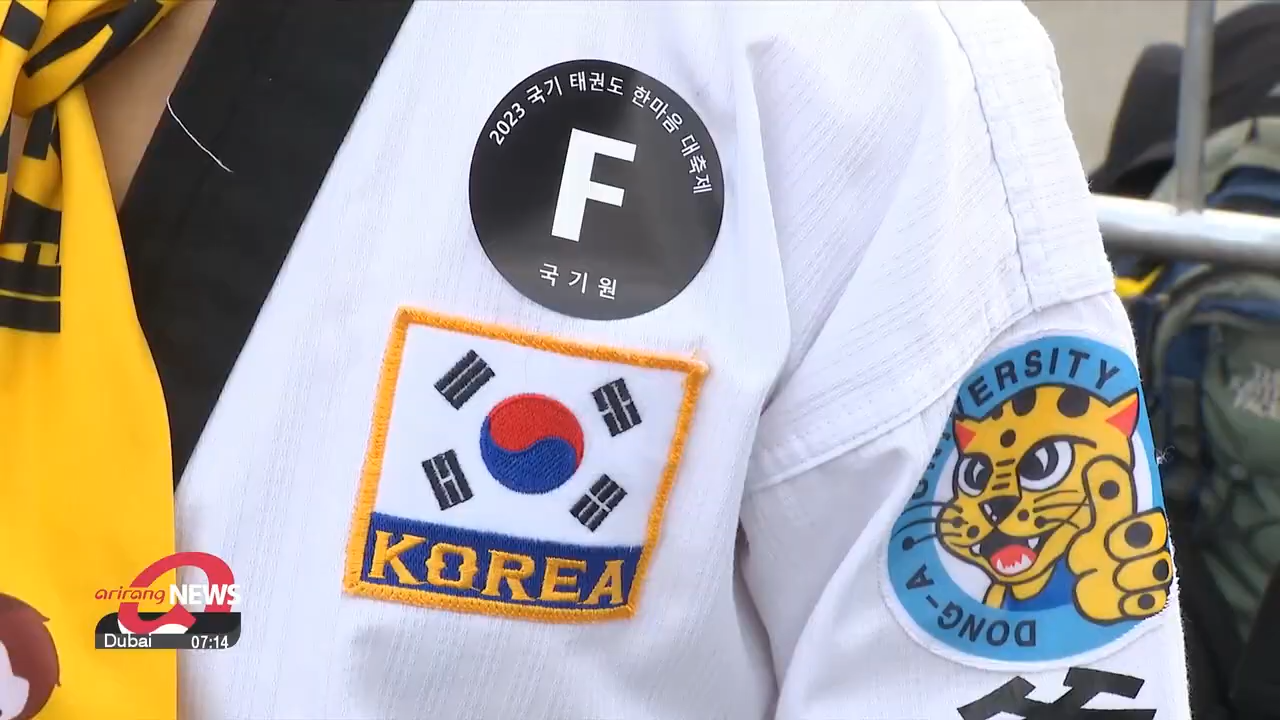 2023 국기 태권도 한마음 대축제
F
국기원
KOREA
DONG-A
ERSITY
arirang NEWS
Dubai 07:14